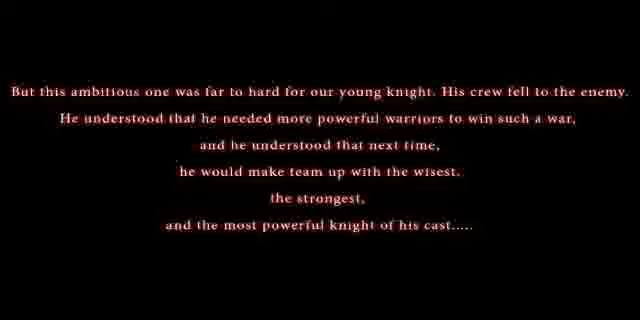 But this ambitious one was far to hard for our young knight. His crew fell to the enemy.
He understood that he needed more powerful warriors to win such a war,
and he understood that next time,
he would make team up with the wisest.
the strongest,
and the most powerful knight of his cast.....